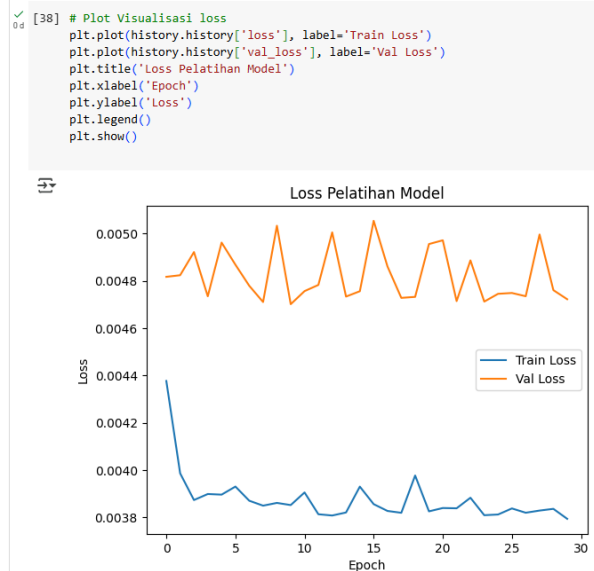 [38] # Plot Visualisasi loss
0d plt.plot(history.history['loss'], label='Train Loss')
plt.plot(history.history['val_loss'], label='Val Loss')
plt.title('Loss Pelatihan Model')
plt.xlabel('Epoch')
plt.ylabel('Loss')
plt.legend()
plt.show()
Loss Pelatihan Model
0.0050
0.0048
0.0046
0.0044
0.0042
0.0040
0.0038
Loss
Train Loss
Val Loss
0 5 10 15 20 25 30
Epoch